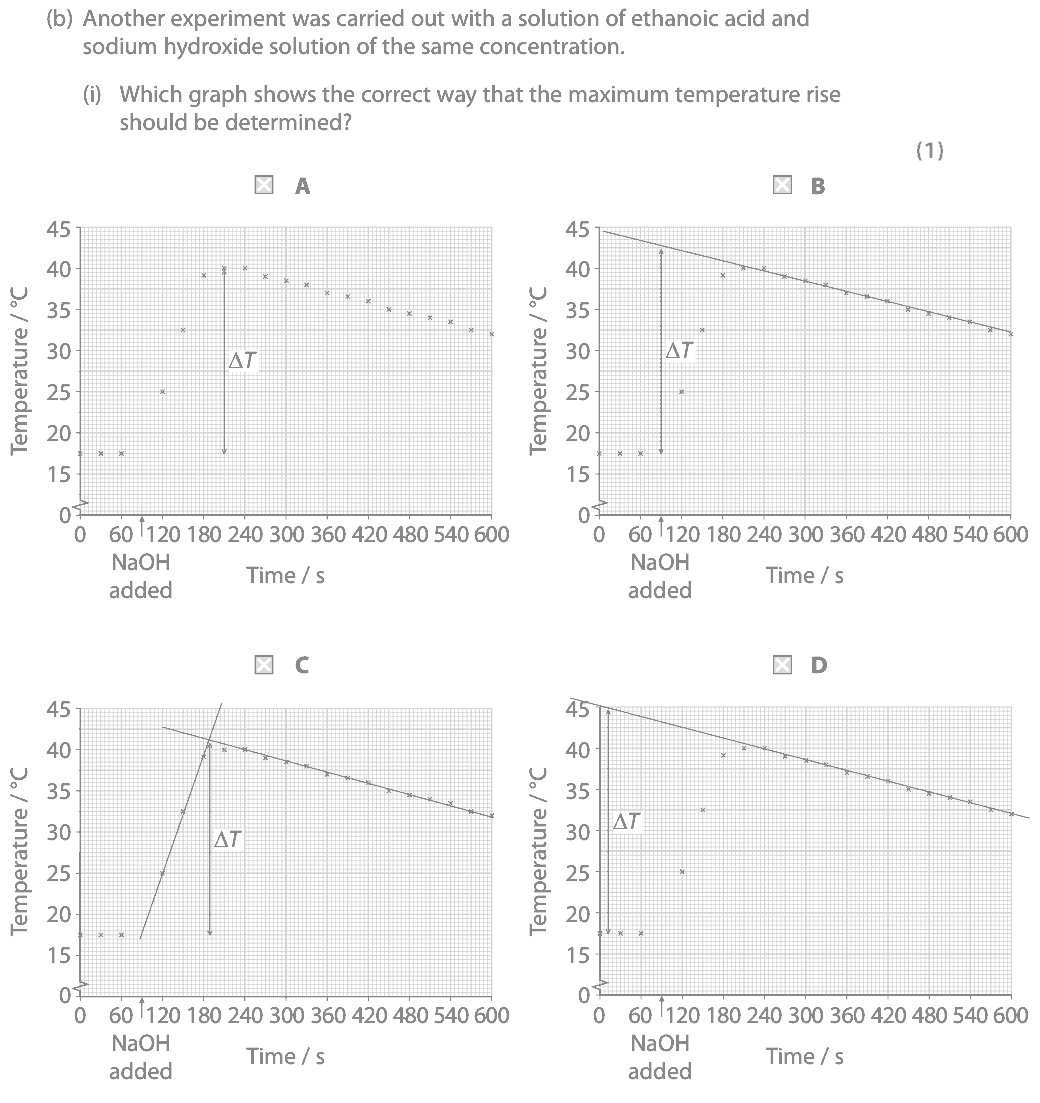 (b) Another experiment was carried out with a solution of ethanoic acid and
sodium hydroxide solution of the same concentration.
(i) Which graph shows the correct way that the maximum temperature rise
should be determined?
(1)
A
45
40
35
30
25
20
15
0
Temperature / °C
ΔT
0 60 120 180 240 300 360 420 480 540 600
NaOH
added
Time / s
B
45
40
35
30
25
20
15
0
Temperature / °C
ΔT
0 60 120 180 240 300 360 420 480 540 600
NaOH
added
Time / s
C
45
40
35
30
25
20
15
0
Temperature / °C
ΔT
0 60 120 180 240 300 360 420 480 540 600
NaOH
added
Time / s
D
45
40
35
30
25
20
15
0
Temperature / °C
ΔT
0 60 120 180 240 300 360 420 480 540 600
NaOH
added
Time / s